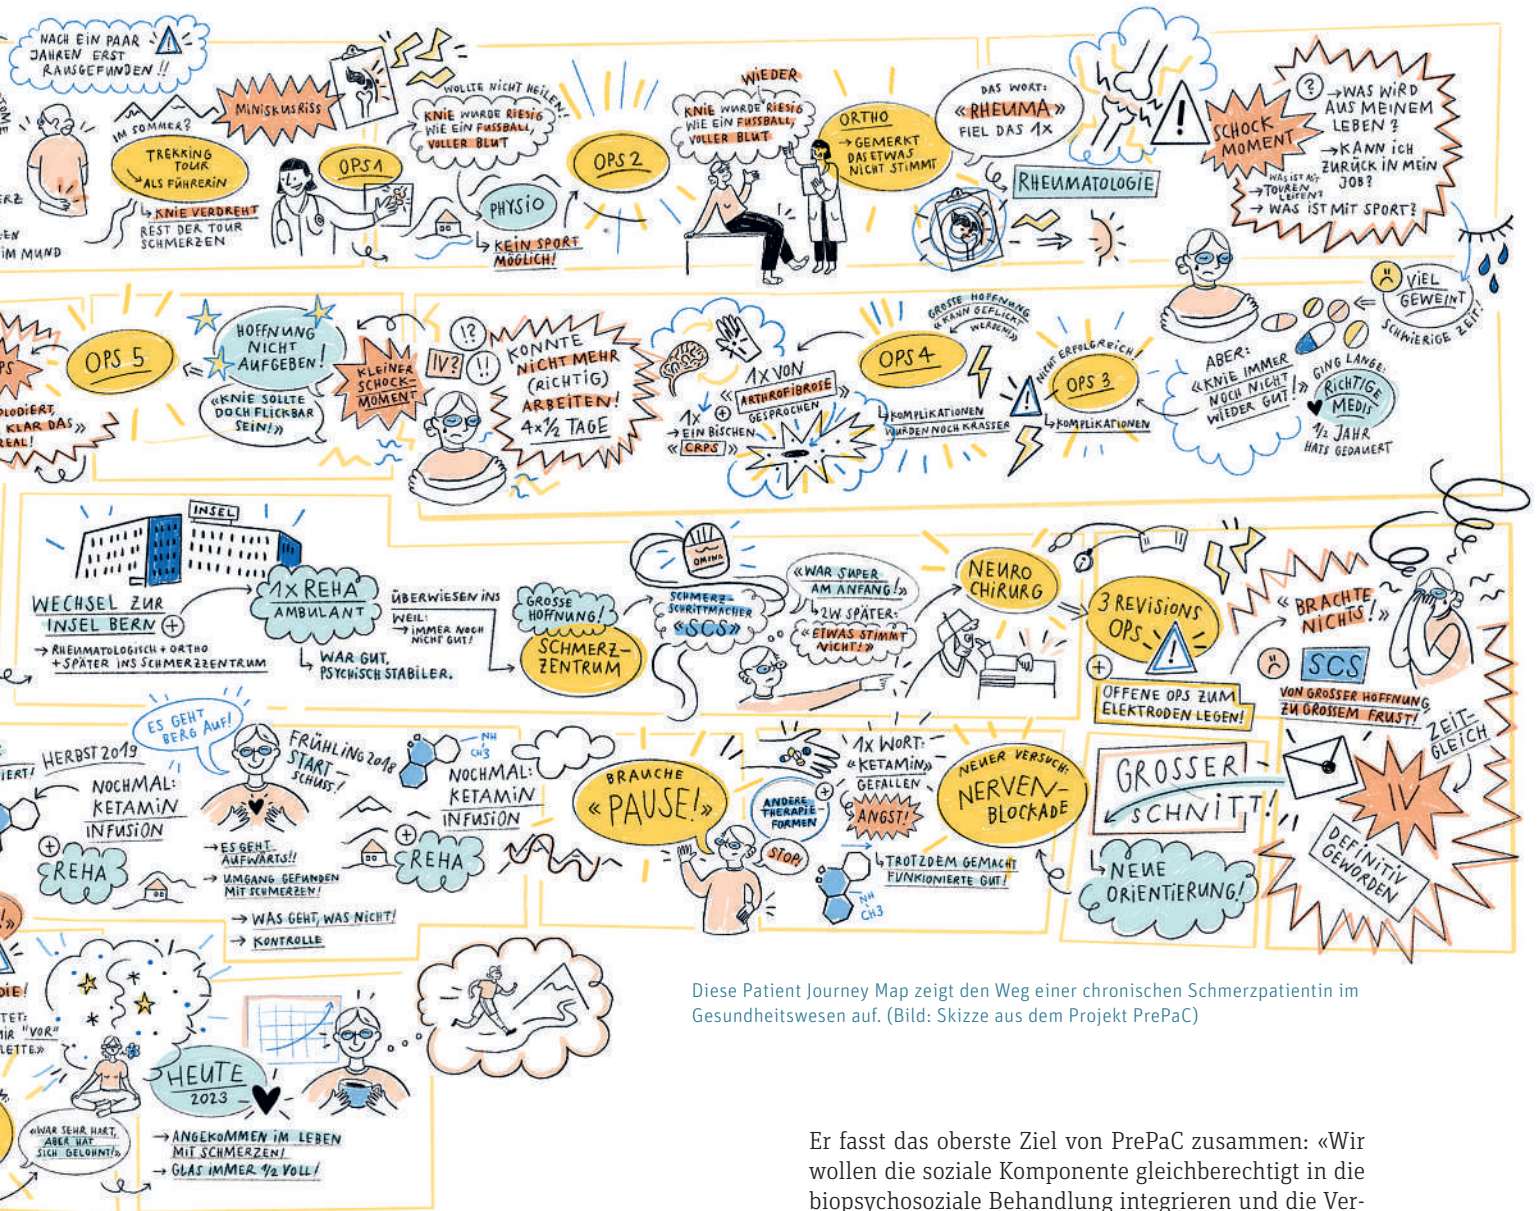 NACH EIN PAAR
JAHREN ERST
RAUSGEFUNDEN!!
IM MUND
IM SOMMER?
TREKKING
TOUR
ALS FÜHRERIN
KNIE VERDREHT
REST DER TOUR
SCHMERZEN
MINISKUSRISS
OPS 1
WOLLTE NICHT HEILEN!
KNIE WURDE RIESIG
WIE EIN FUSSBALL,
VOLLER BLUT
PHYSIO
KEIN SPORT
MÖGLICH!
OPS 2
WIEDER
KNIE WURDE RIESIG
WIE EIN FUSSBALL,
VOLLER BLUT
ORTHO
→ GEMERKT
DAS ETWAS
NICHT STIMMT
DAS WORT:
«RHEUMA»
FIEL DAS 1X
RHEUMATOLOGIE
SCHOCK
MOMENT
? → WAS WIRD
AUS MEINEM
LEBEN?
→ KANN ICH
ZURÜCK IN MEIN
JOB?
WAS IST MIT
→ TOUREN
LEITEN?
→ WAS IST MIT SPORT?
VIEL
GEWEINT
SCHWIERIGE ZEIT!
GING LANGE:
RICHTIGE
MEDIS
1/2 JAHR
HATS GEDAUERT
ABER:
«KNIE IMMER
NOCH NICHT
WIEDER GUT!»
OPS 3
NICHT ERFOLGREICH!
KOMPLIKATIONEN
GROSSE HOFFNUNG
«KANN GEFLICKT
WERDEN!»
OPS 4
KOMPLIKATIONEN
WURDEN NOCH KRASSER
1X VON
«ARTHROFIBROSE»
GESPROCHEN
+
1X
→ EIN BISCHEN
«CRPS»
KONNTE
NICHT MEHR
(RICHTIG)
ARBEITEN!
4x1/2 TAGE
!?
IV?
!!
KLEINER
SCHOCK-
MOMENT
HOFFNUNG
NICHT
AUFGEBEN!
«KNIE SOLLTE
DOCH FLICKBAR
SEIN!»
OPS 5
KLAR DAS»
INSEL
WECHSEL ZUR
INSEL BERN +
→ RHEUMATOLOGISCH + ORTHO
+ SPÄTER INS SCHMERZZENTRUM
1X REHA
AMBULANT
WAR GUT,
PSYCHISCH STABILER.
ÜBERWIESEN INS
WEIL:
→ IMMER NOCH
NICHT GUT!
GROSSE
HOFFNUNG!
SCHMERZ-
ZENTRUM
SCHMERZ-
SCHRITTMACHER
«SCS»
«WAR SUPER
AM ANFANG!»
2W SPÄTER:
«ETWAS STIMMT
NICHT!»
NEURO
CHIRURG
3 REVISIONS
OPS
+
OFFENE OPS ZUM
ELEKTRODEN LEGEN!
«BRACHTE
NICHTS!»
SCS
VON GROSSER HOFFNUNG
ZU GROSSEM FRUST!
ZEIT-
GLEICH
IV
DEFINITIV
GEWORDEN
GROSSER
SCHNITT!
NEUE
ORIENTIERUNG!
NEUER VERSUCH:
NERVEN-
BLOCKADE
1X WORT:
«KETAMIN»
GEFALLEN
ANGST!
TROTZDEM GEMACHT
FUNKIONIERTE GUT!
NH
CH3
ANDERE
THERAPIE-
FORMEN
+
STOP!
BRAUCHE
«PAUSE!»
NH
CH3
NOCHMAL:
KETAMIN
INFUSION
+
REHA
FRÜHLING 2018
START-
SCHUSS!
ES GEHT
BERG AUF!
→ ES GEHT
AUFWÄRTS!!
→ UMGANG GEFUNDEN
MIT SCHMERZEN!
→ WAS GEHT, WAS NICHT!
→ KONTROLLE
HERBST 2019
NOCHMAL:
KETAMIN
INFUSION
+
REHA
«WAR SEHR HART,
ABER HAT
SICH GELOHNT!»
HEUTE
2023
→ ANGEKOMMEN IM LEBEN
MIT SCHMERZEN!
→ GLAS IMMER 1/2 VOLL!
Diese Patient Journey Map zeigt den Weg einer chronischen Schmerzpatientin im
Gesundheitswesen auf. (Bild: Skizze aus dem Projekt PrePaC)
Er fasst das oberste Ziel von PrePaC zusammen: «Wir
wollen die soziale Komponente gleichberechtigt in die
biopsychosoziale Behandlung integrieren und die Ver-